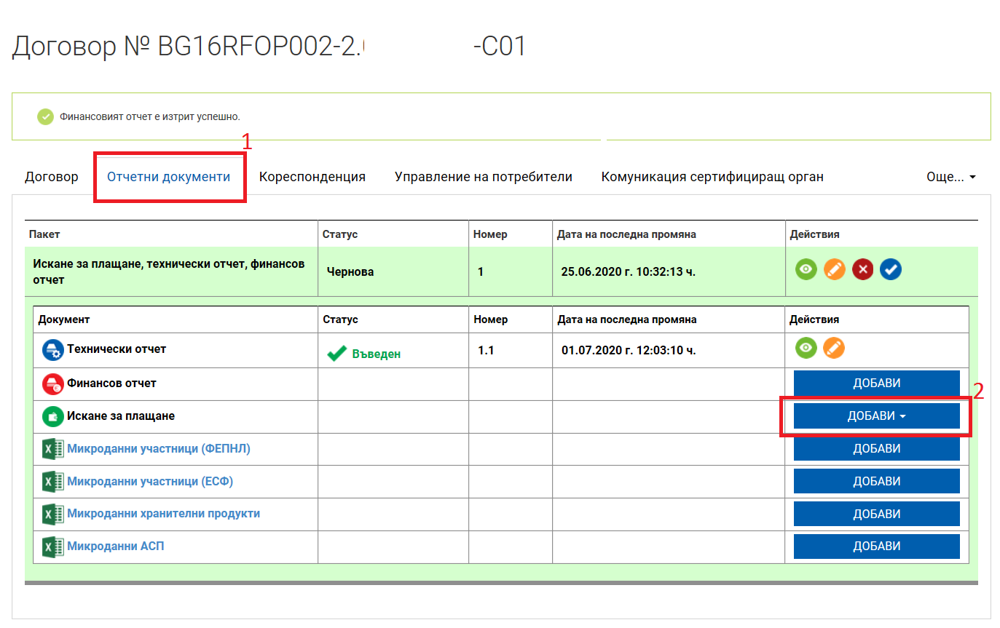 Договор № BG16RFOP002-2. -C01
Финансовият отчет е изтрит успешно.
1
Договор Отчетни документи Кореспонденция Управление на потребители Комуникация сертифициращ орган Още...
Пакет Статус Номер Дата на последна промяна Действия
Искане за плащане, технически отчет, финансов
отчет Чернова 1 25.06.2020 г. 10:32:13 ч.
Документ Статус Номер Дата на последна промяна Действия
Технически отчет Въведен 1.1 01.07.2020 г. 12:03:10 ч.
Финансов отчет ДОБАВИ
2
Искане за плащане ДОБАВИ
Микроданни участници (ФЕПНЛ) ДОБАВИ
Микроданни участници (ЕСФ) ДОБАВИ
Микроданни хранителни продукти ДОБАВИ
Микроданни АСП ДОБАВИ